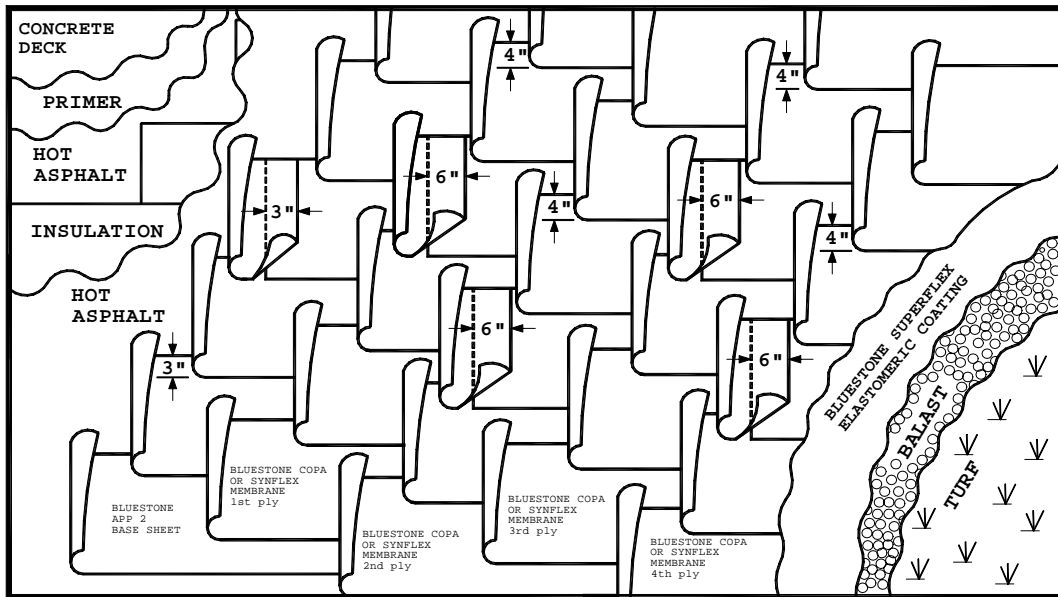 CONCRETE
DECK
PRIMER
HOT
ASPHALT
INSULATION
HOT
ASPHALT
4"
4"
6"
6"
3"
4"
4"
6"
6"
3"
BLUESTONE
APP 2
BASE SHEET
BLUESTONE COPA
OR SYNFLEX
MEMBRANE
1st ply
BLUESTONE COPA
OR SYNFLEX
MEMBRANE
2nd ply
BLUESTONE COPA
OR SYNFLEX
MEMBRANE
3rd ply
BLUESTONE COPA
OR SYNFLEX
MEMBRANE
4th ply
BLUESTONE SUPERFLEX
ELASTOMERIC COATING
BALAST
TURF